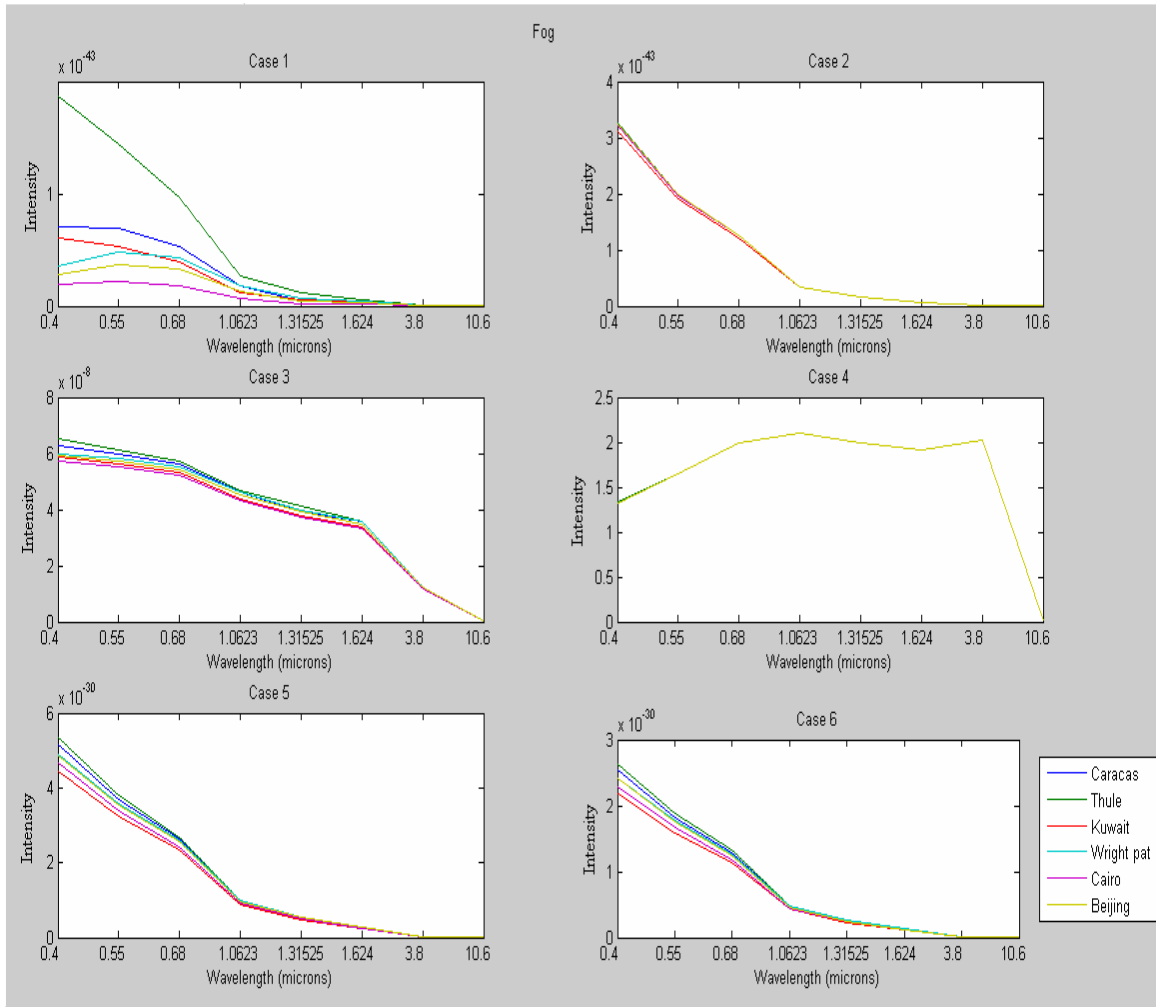 Fog
Case 1
x 10^-43
1
0
Intensity
0.4 0.55 0.68 1.0623 1.31525 1.624 3.8 10.6
Wavelength (microns)
Case 2
x 10^-43
4
3
2
1
0
Intensity
0.4 0.55 0.68 1.0623 1.31525 1.624 3.8 10.6
Wavelength (microns)
Case 3
x 10^-8
8
6
4
2
0
Intensity
0.4 0.55 0.68 1.0623 1.31525 1.624 3.8 10.6
Wavelength (microns)
Case 4
2.5
2
1.5
1
0.5
0
Intensity
0.4 0.55 0.68 1.0623 1.31525 1.624 3.8 10.6
Wavelength (microns)
Case 5
x 10^-30
6
4
2
0
Intensity
0.4 0.55 0.68 1.0623 1.31525 1.624 3.8 10.6
Wavelength (microns)
Case 6
x 10^-30
3
2
1
0
Intensity
0.4 0.55 0.68 1.0623 1.31525 1.624 3.8 10.6
Wavelength (microns)
Caracas
Thule
Kuwait
Wright pat
Cairo
Beijing